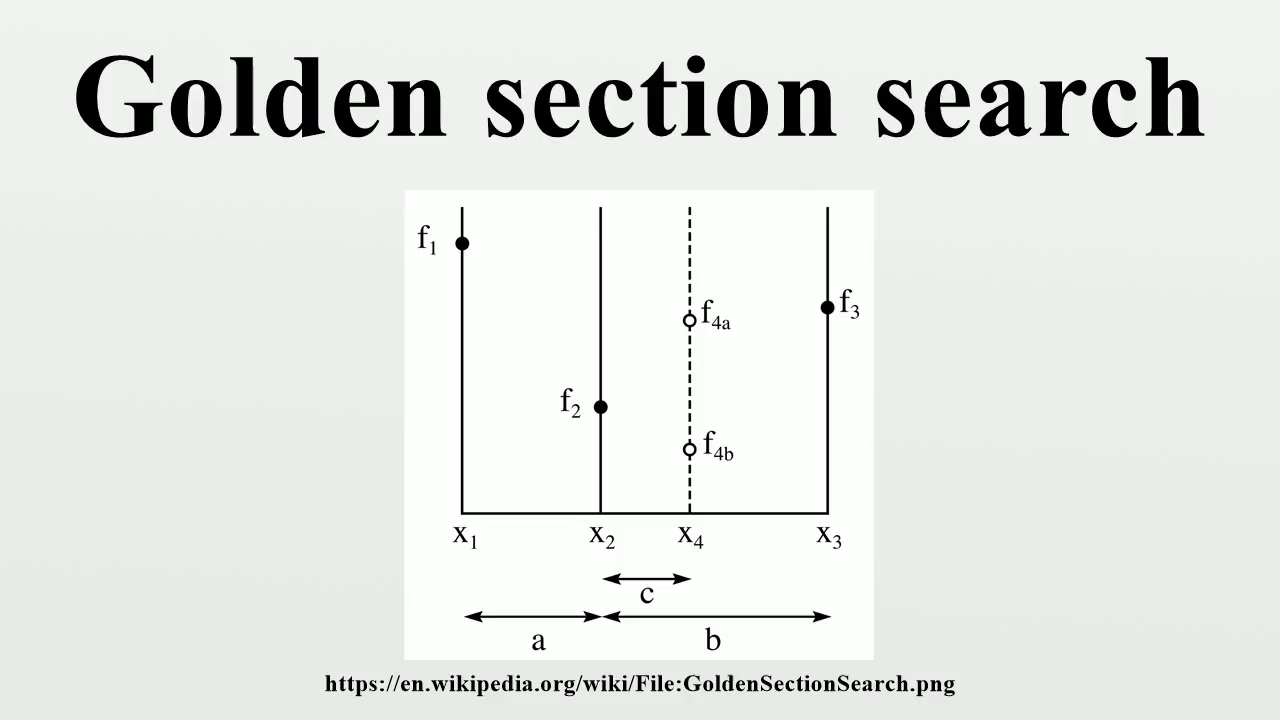 Golden section search
f₁
f₃
f₄ₐ
f₂
f₄b
x₁ x₂ x₄ x₃
c
a b
https://en.wikipedia.org/wiki/File:GoldenSectionSearch.png